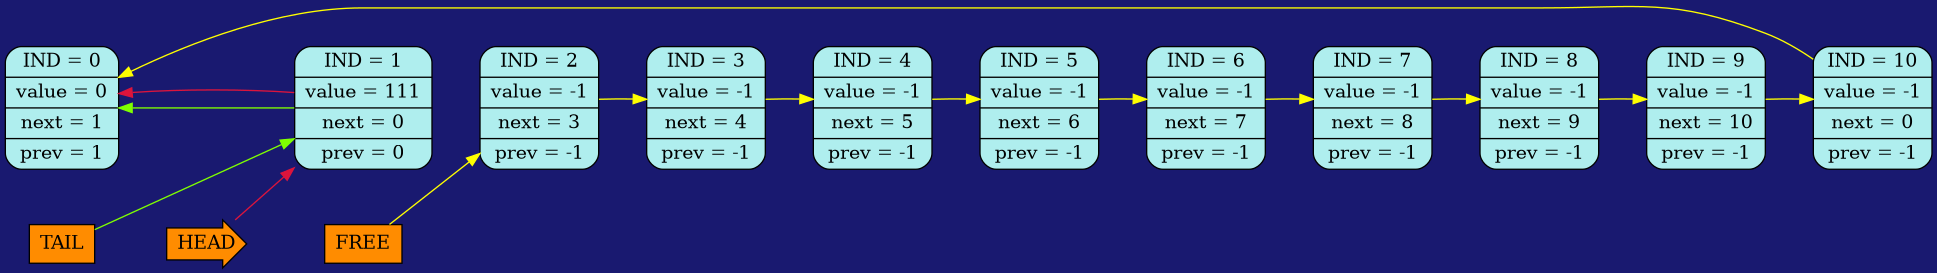 IND = 0
value = 0
next = 1
prev = 1
IND = 1
value = 111
next = 0
prev = 0
IND = 2
value = -1
next = 3
prev = -1
IND = 3
value = -1
next = 4
prev = -1
IND = 4
value = -1
next = 5
prev = -1
IND = 5
value = -1
next = 6
prev = -1
IND = 6
value = -1
next = 7
prev = -1
IND = 7
value = -1
next = 8
prev = -1
IND = 8
value = -1
next = 9
prev = -1
IND = 9
value = -1
next = 10
prev = -1
IND = 10
value = -1
next = 0
prev = -1
TAIL
HEAD
FREE